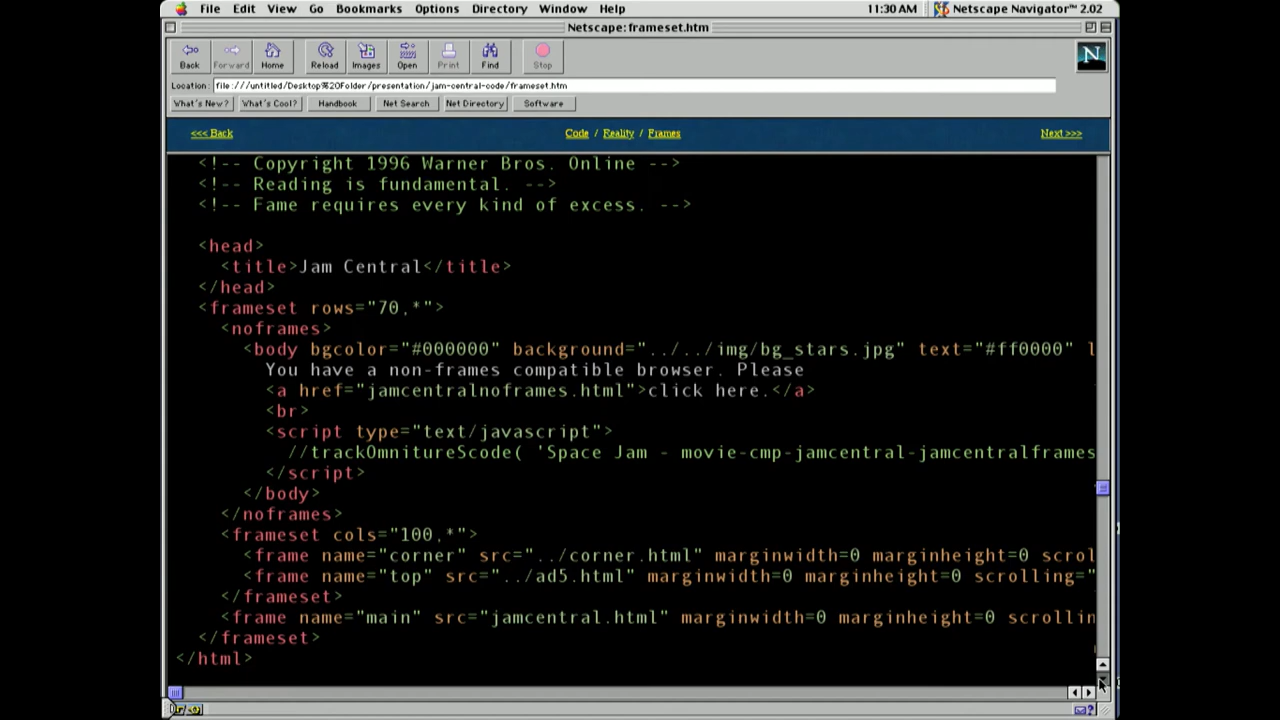 File Edit View Go Bookmarks Options Directory Window Help 11:30 AM Netscape Navigator™ 2.02
Netscape: frameset.htm
Back Forward Home Reload Images Open Print Find Stop
N
Location: file:///untitled/Desktop%20Folder/presentation/jam-central-code/frameset.htm
What's New? What's Cool? Handbook Net Search Net Directory Software
<<< Back Code / Reality / Frames Next >>>
<!-- Copyright 1996 Warner Bros. Online -->
<!-- Reading is fundamental. -->
<!-- Fame requires every kind of excess. -->
<head>
<title>Jam Central</title>
</head>
<frameset rows="70,*">
<noframes>
<body bgcolor="#000000" background="../../img/bg_stars.jpg" text="#ff0000" l
You have a non-frames compatible browser. Please
<a href="jamcentralnoframes.html">click here.</a>
<br>
<script type="text/javascript">
//trackOmnitureScode( 'Space Jam - movie-cmp-jamcentral-jamcentralframes
</script>
</body>
</noframes>
<frameset cols="100,*">
<frame name="corner" src="../corner.html" marginwidth=0 marginheight=0 scrol
<frame name="top" src="../ad5.html" marginwidth=0 marginheight=0 scrolling="
</frameset>
<frame name="main" src="jamcentral.html" marginwidth=0 marginheight=0 scrollin
</frameset>
</html>